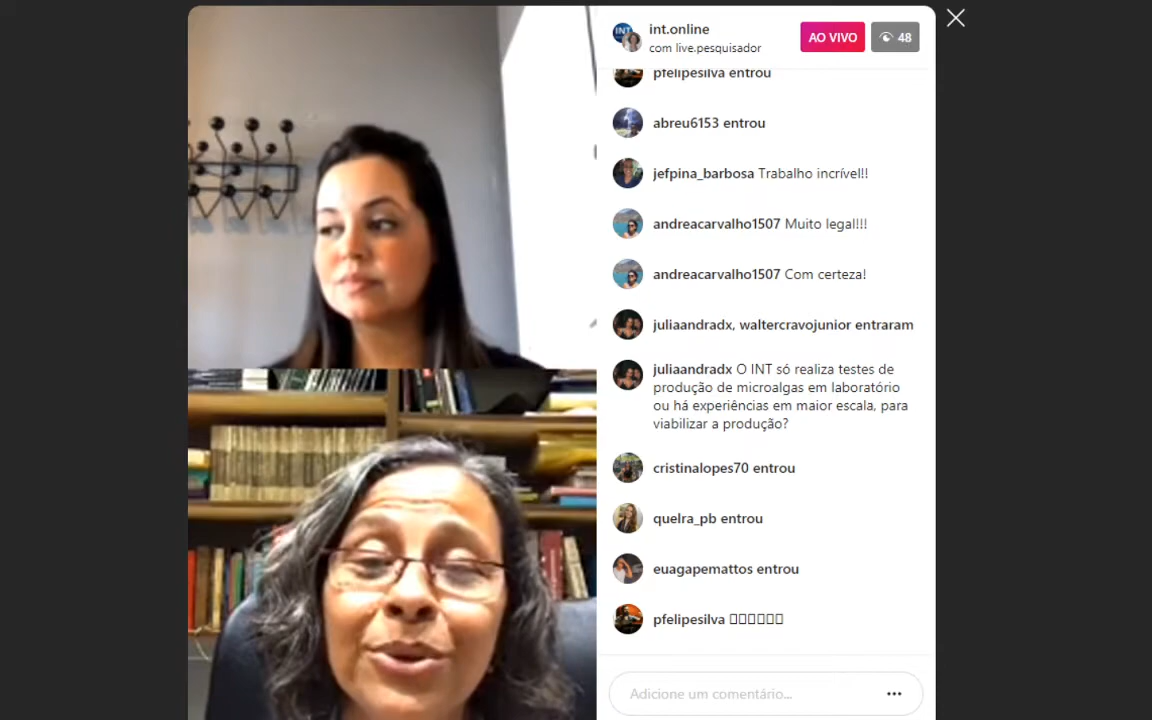 INT
int.online
com live.pesquisador
AO VIVO
48
pfelipesilva entrou
abreu6153 entrou
jefpina_barbosa Trabalho incrível!!
andreacarvalho1507 Muito legal!!!
andreacarvalho1507 Com certeza!
juliaandradx, waltercravojunior entraram
juliaandradx O INT só realiza testes de
produção de microalgas em laboratório
ou há experiências em maior escala, para
viabilizar a produção?
cristinalopes70 entrou
quelra_pb entrou
euagapemattos entrou
pfelipesilva □□□□□□
Adicione um comentário...